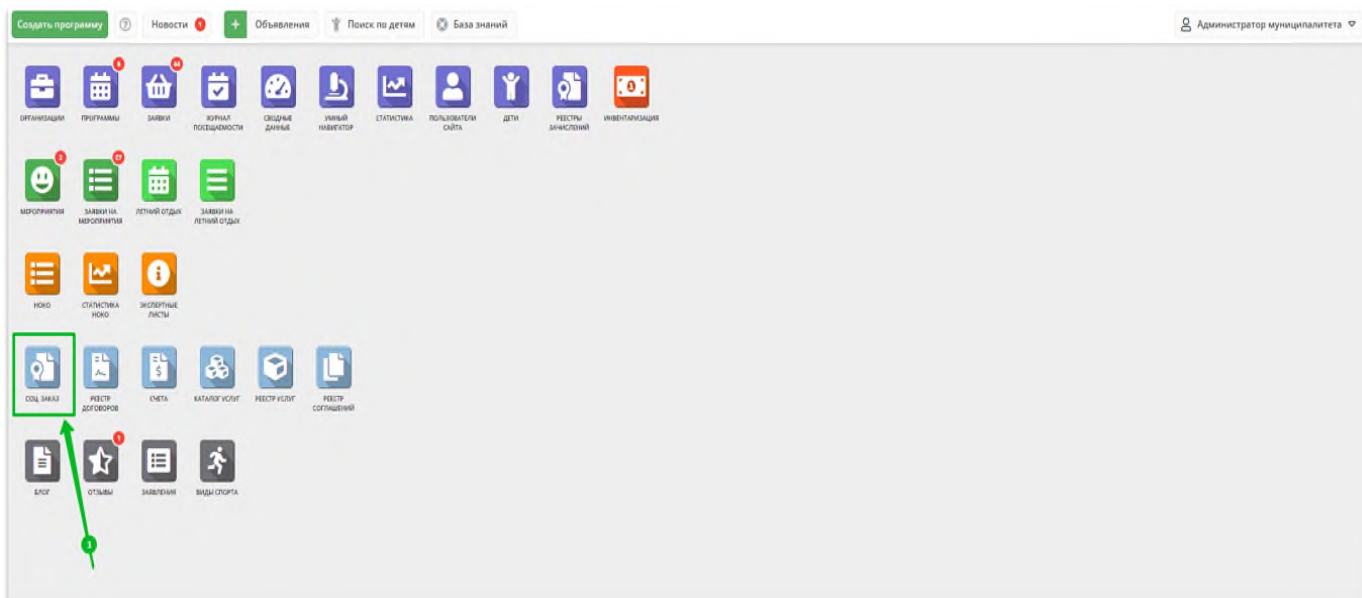 Создать программу ? Новости 1 + Объявления Поиск по детям База знаний Администратор муниципалитета
ОРГАНИЗАЦИИ ПРОГРАММЫ ЗАЯВКИ ЖУРНАЛ СВОДНЫЕ УМНЫЙ СТАТИСТИКА ПОЛЬЗОВАТЕЛИ ДЕТИ РЕЕСТРЫ ИНВЕНТАРИЗАЦИЯ
ПОСЕЩАЕМОСТИ ДАННЫЕ НАВИГАТОР САЙТА ЗАЧИСЛЕНИЙ
2 27
МЕРОПРИЯТИЯ ЗАЯВКИ НА ЛЕТНИЙ ОТДЫХ ЗАЯВКИ НА
МЕРОПРИЯТИЯ ЛЕТНИЙ ОТДЫХ
НОКО СТАТИСТИКА ЭКСПЕРТНЫЕ
НОКО ЛИСТЫ
СОЦ. ЗАКАЗ РЕЕСТР СЧЕТА КАТАЛОГ УСЛУГ РЕЕСТР УСЛУГ РЕЕСТР
ДОГОВОРОВ СОГЛАШЕНИЙ
1
БЛОГ ОТЗЫВЫ ЗАЯВЛЕНИЯ ВИДЫ СПОРТА
1